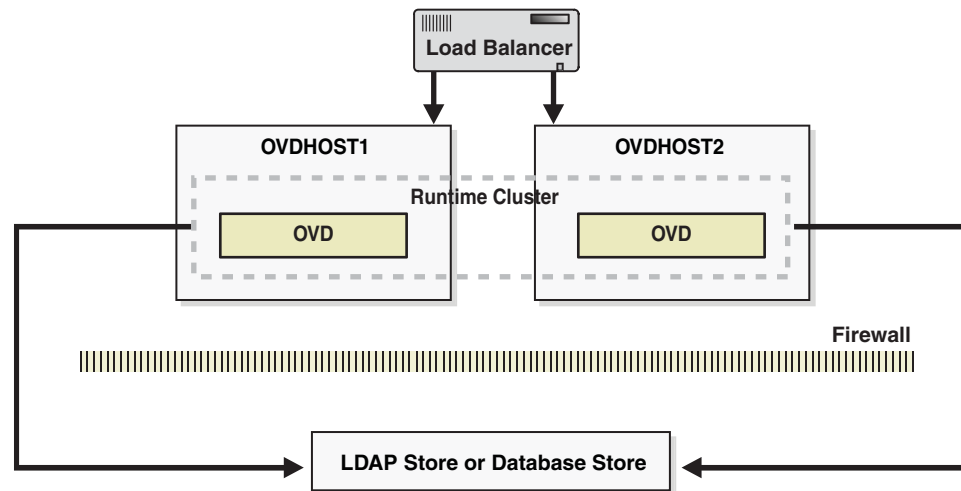 Load Balancer
OVDHOST1
OVDHOST2
Runtime Cluster
OVD
OVD
Firewall
LDAP Store or Database Store